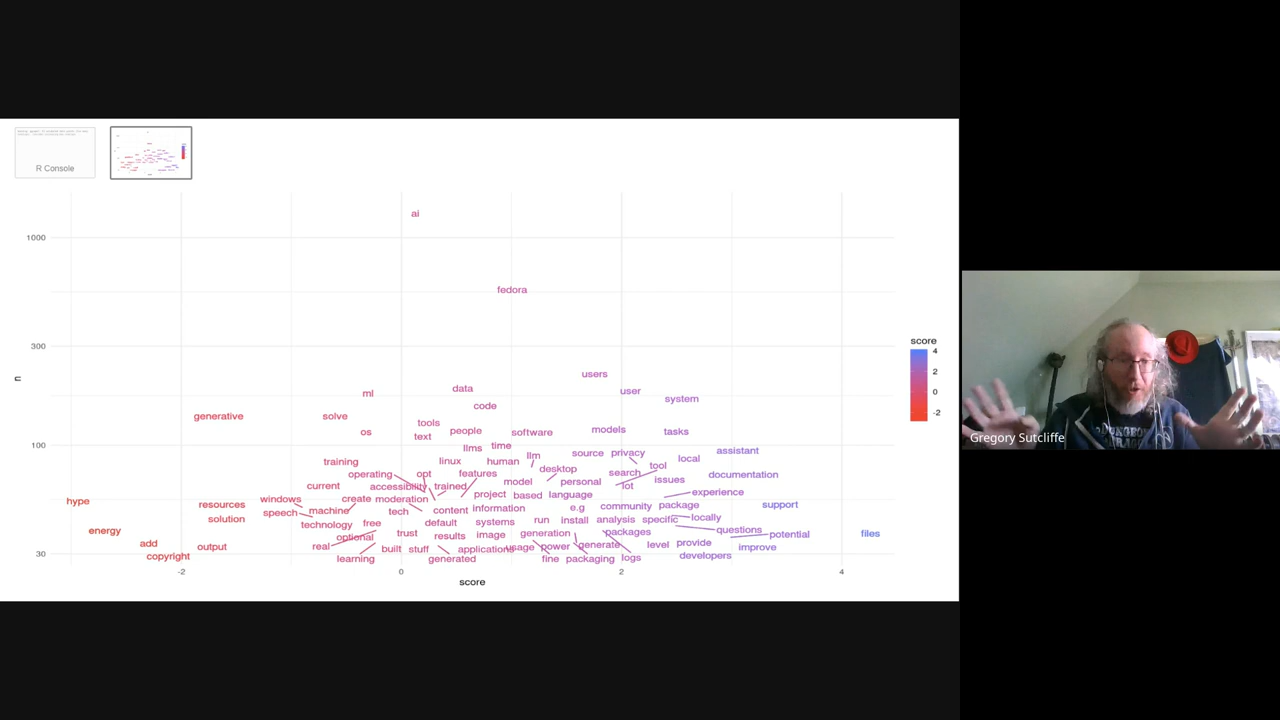 R Console
ai
1000
fedora
300
users
ml
data
user
system
code
generative
solve
tools
os
people
text
software
models
tasks
100
llms
time
source
privacy
assistant
linux
human
llm
local
training
desktop
tool
operating
opt
features
search
documentation
model
personal
issues
current
accessibility
trained
lot
project
based
language
experience
hype
windows
create
moderation
resources
e.g
community
package
support
speech
machine
tech
content
information
solution
technology
free
default
systems
run
install
analysis
specific
locally
energy
optional
trust
results
image
generation
packages
questions
potential
files
add
output
real
built
stuff
applications
usage
power
generate
level
provide
improve
30
copyright
learning
generated
fine
packaging
logs
developers
-2
0
2
4
score
n
score
4
2
0
-2
Gregory Sutcliffe